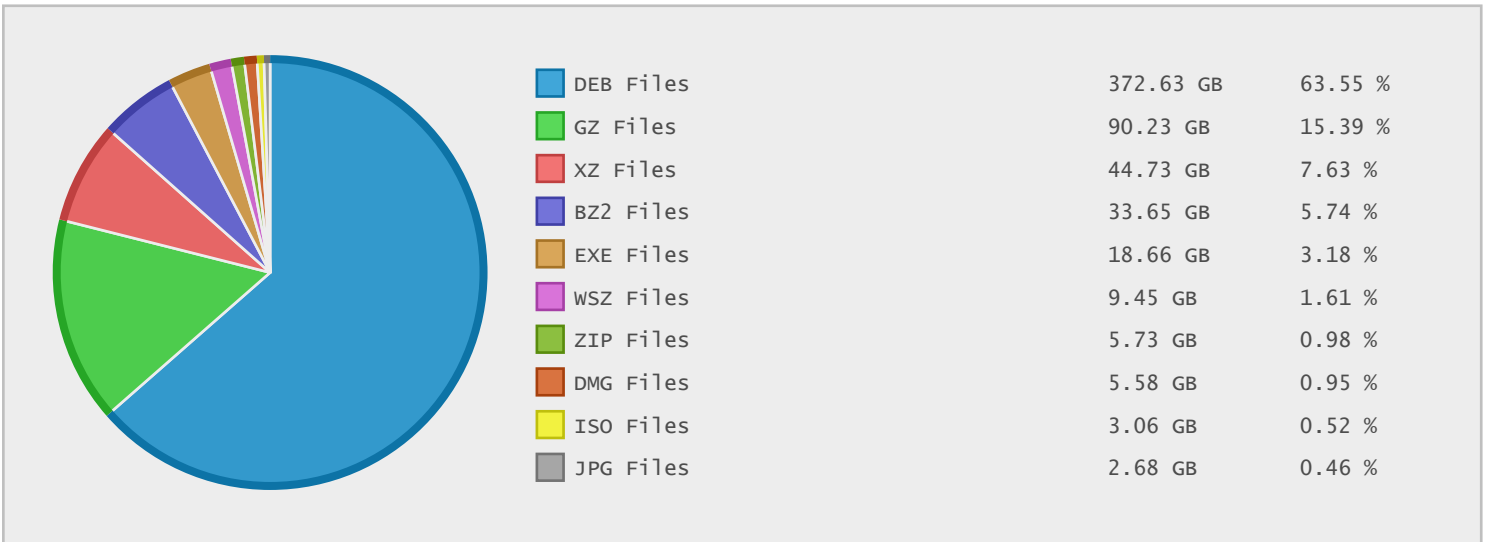 DEB Files 372.63 GB 63.55 %
GZ Files 90.23 GB 15.39 %
XZ Files 44.73 GB 7.63 %
BZ2 Files 33.65 GB 5.74 %
EXE Files 18.66 GB 3.18 %
WSZ Files 9.45 GB 1.61 %
ZIP Files 5.73 GB 0.98 %
DMG Files 5.58 GB 0.95 %
ISO Files 3.06 GB 0.52 %
JPG Files 2.68 GB 0.46 %